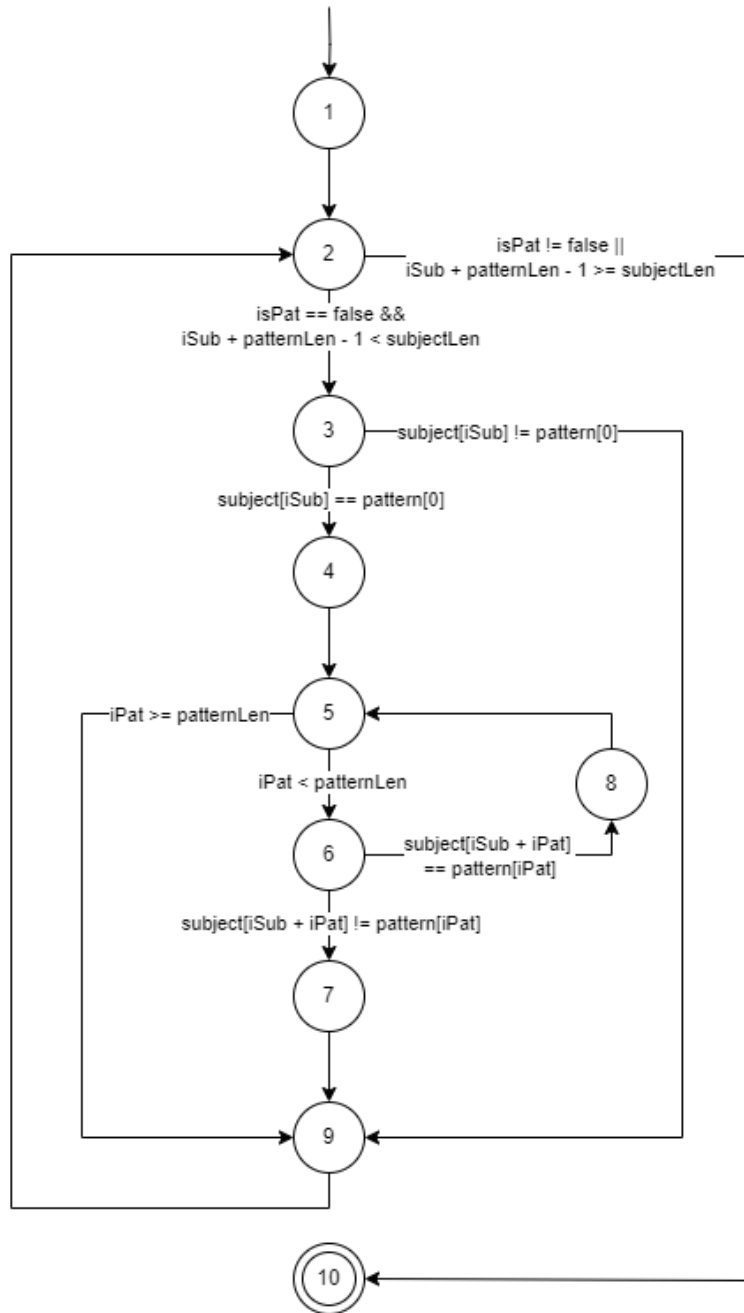 1
2
isPat != false ||
iSub + patternLen - 1 >= subjectLen
isPat == false &&
iSub + patternLen - 1 < subjectLen
3
subject[iSub] != pattern[0]
subject[iSub] == pattern[0]
4
iPat >= patternLen
5
iPat < patternLen
8
6
subject[iSub + iPat]
== pattern[iPat]
subject[iSub + iPat] != pattern[iPat]
7
9
10